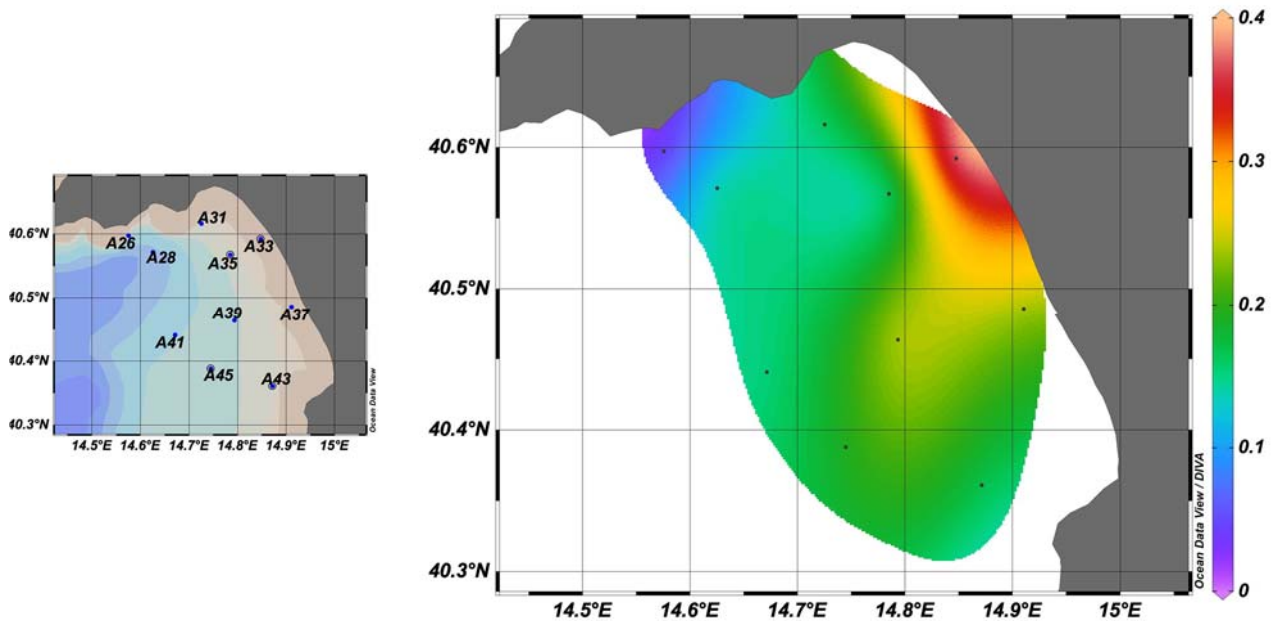 40.6°N
40.5°N
40.4°N
40.3°N
14.5°E 14.6°E 14.7°E 14.8°E 14.9°E 15°E
A26
A28
A31
A33
A35
A37
A39
A41
A43
A45
Ocean Data View
40.6°N
40.5°N
40.4°N
40.3°N
14.5°E 14.6°E 14.7°E 14.8°E 14.9°E 15°E
Ocean Data View / DIVA
0.4
0.3
0.2
0.1
0